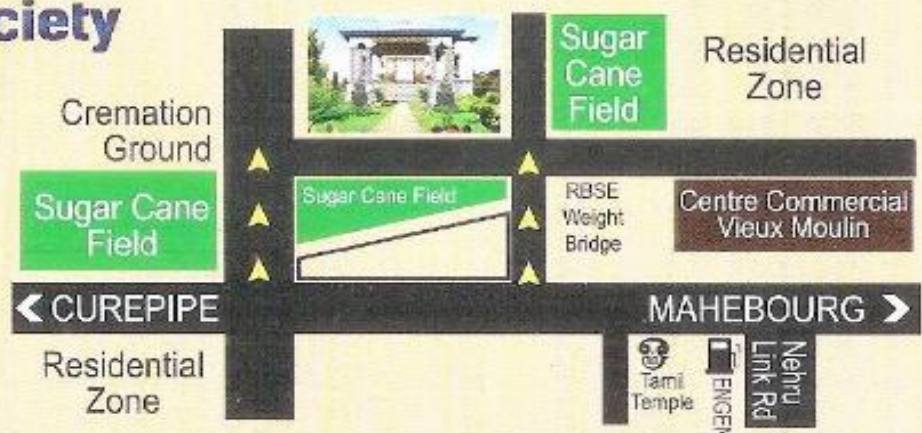 ciety
Sugar
Cane
Field
Residential
Zone
Cremation
Ground
Sugar Cane
Field
Sugar Cane Field
RBSE
Weight
Bridge
Centre Commercial
Vieux Moulin
CUREPIPE
MAHEBOURG
Residential
Zone
Tamil
Temple
ENGEN
Nehru
Link Rd